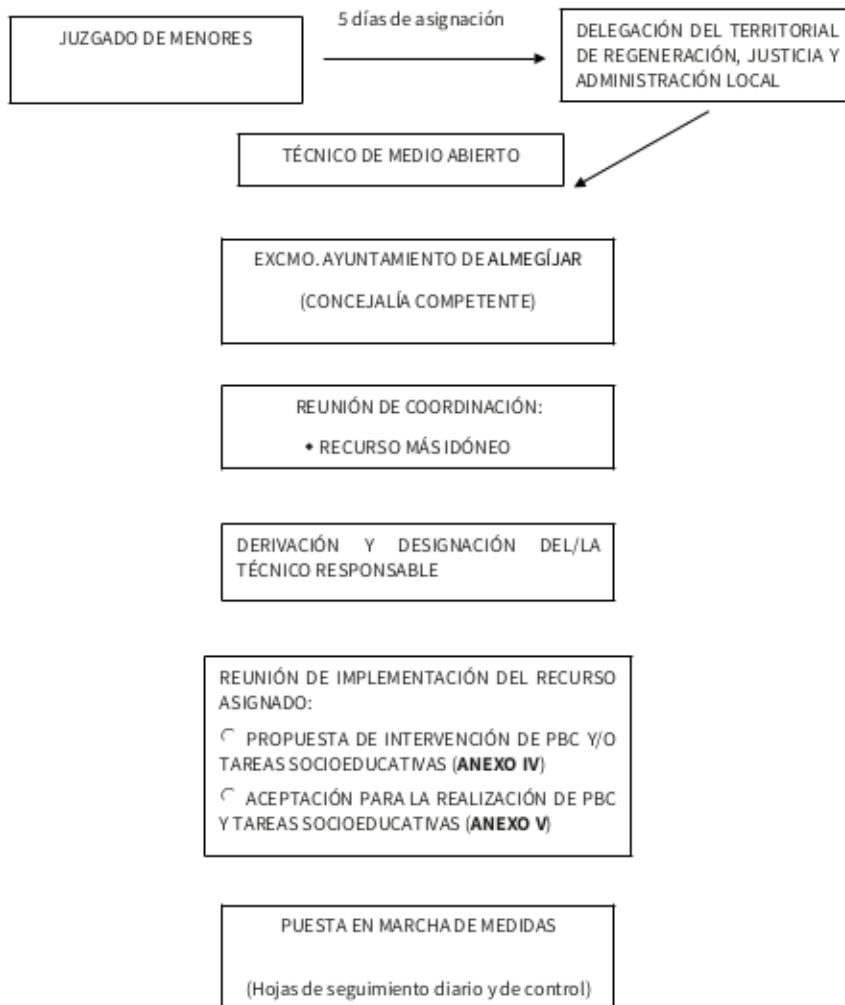 JUZGADO DE MENORES
5 días de asignación
DELEGACIÓN DEL TERRITORIAL
DE REGENERACIÓN, JUSTICIA Y
ADMINISTRACIÓN LOCAL
TÉCNICO DE MEDIO ABIERTO
EXCMO. AYUNTAMIENTO DE ALMEGÍJAR
(CONCEJALÍA COMPETENTE)
REUNIÓN DE COORDINACIÓN:
• RECURSO MÁS IDÓNEO
DERIVACIÓN Y DESIGNACIÓN DEL/LA
TÉCNICO RESPONSABLE
REUNIÓN DE IMPLEMENTACIÓN DEL RECURSO
ASIGNADO:
PROPUESTA DE INTERVENCIÓN DE PBC Y/O
TAREAS SOCIOEDUCATIVAS (ANEXO IV)
ACEPTACIÓN PARA LA REALIZACIÓN DE PBC
Y TAREAS SOCIOEDUCATIVAS (ANEXO V)
PUESTA EN MARCHA DE MEDIDAS
(Hojas de seguimiento diario y de control)